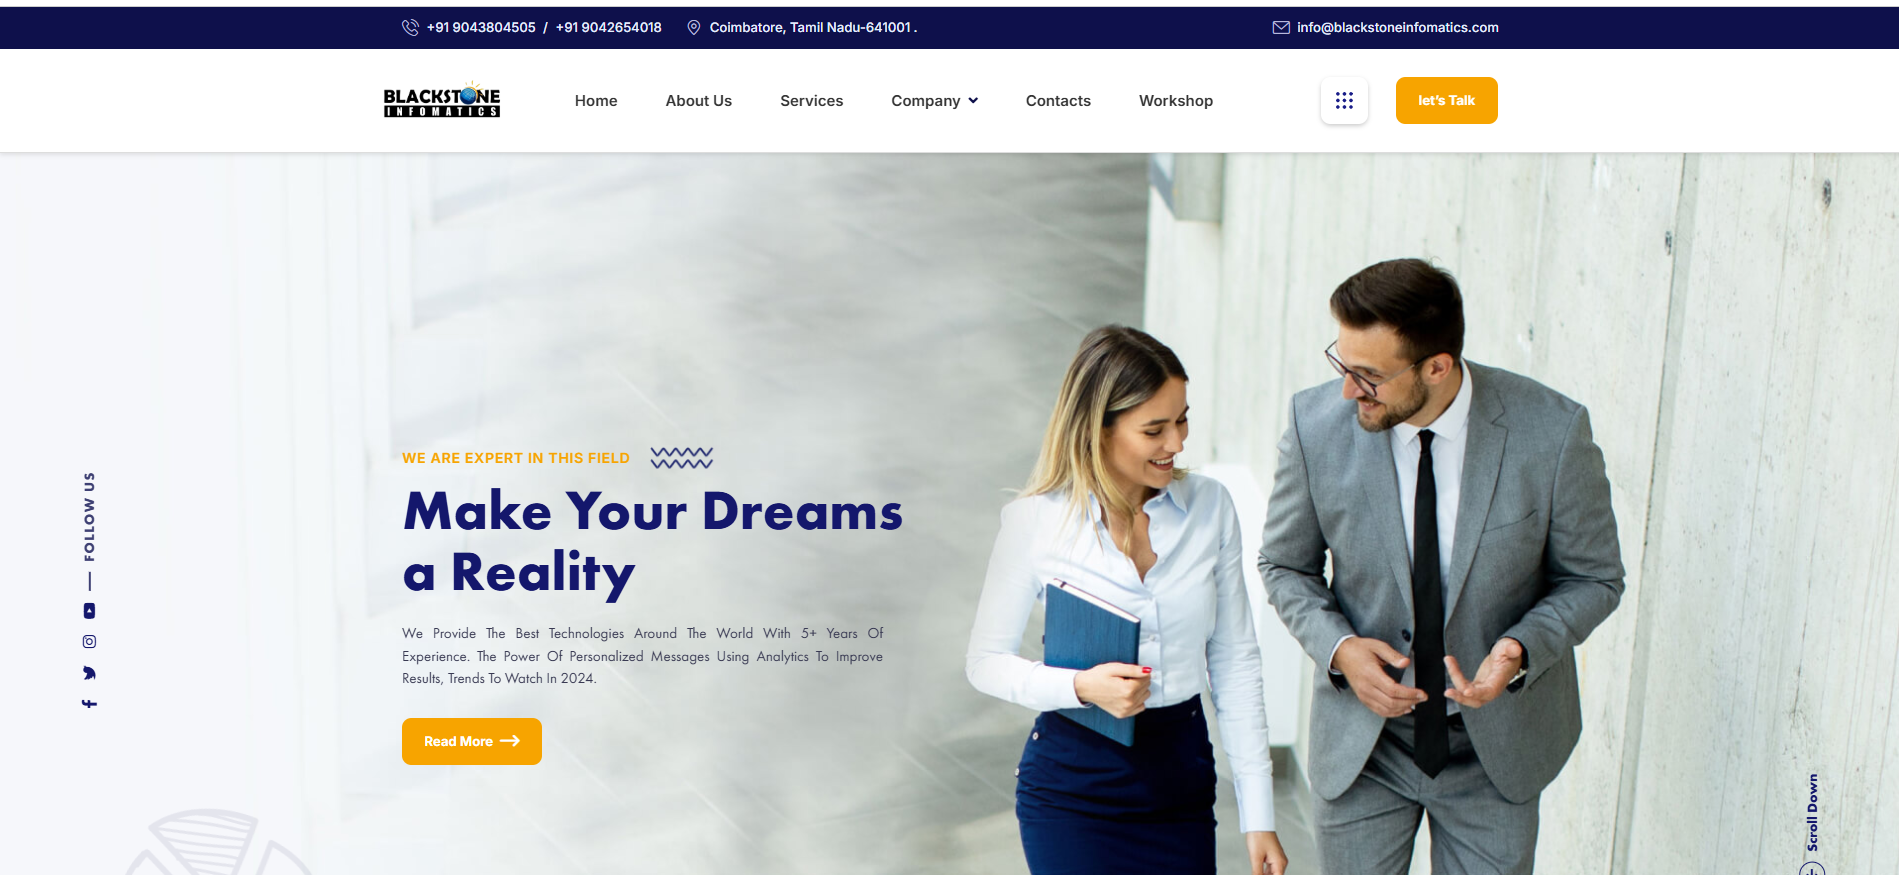 +91 9043804505 / +91 9042654018
Coimbatore, Tamil Nadu-641001 .
info@blackstoneinfomatics.com
BLACKSTONE
INFOMATICS
Home
About Us
Services
Company
Contacts
Workshop
let's Talk
WE ARE EXPERT IN THIS FIELD
Make Your Dreams
a Reality
We Provide The Best Technologies Around The World With 5+ Years Of
Experience. The Power Of Personalized Messages Using Analytics To Improve
Results, Trends To Watch In 2024.
Read More
FOLLOW US
Scroll Down